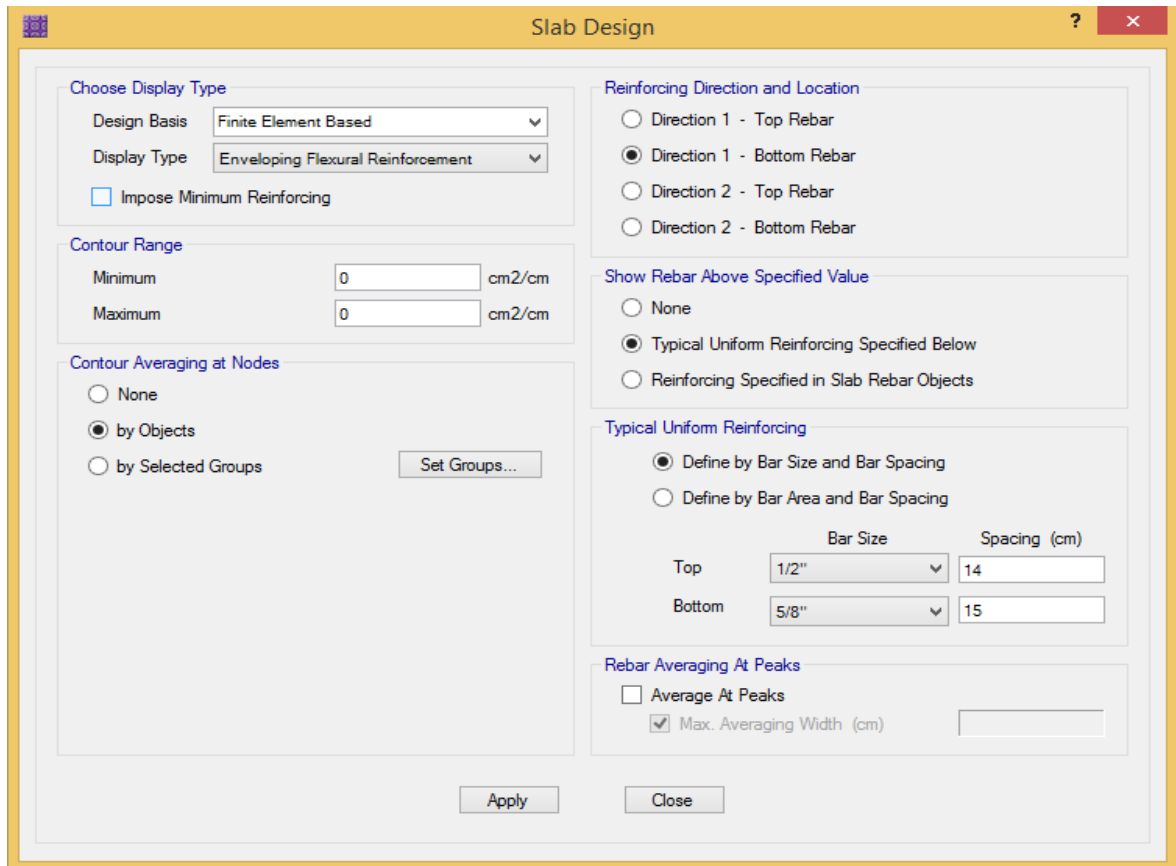 Slab Design
?
Choose Display Type
Design Basis Finite Element Based
Display Type Enveloping Flexural Reinforcement
Impose Minimum Reinforcing
Contour Range
Minimum 0 cm2/cm
Maximum 0 cm2/cm
Contour Averaging at Nodes
None
by Objects
by Selected Groups Set Groups...
Reinforcing Direction and Location
Direction 1 - Top Rebar
Direction 1 - Bottom Rebar
Direction 2 - Top Rebar
Direction 2 - Bottom Rebar
Show Rebar Above Specified Value
None
Typical Uniform Reinforcing Specified Below
Reinforcing Specified in Slab Rebar Objects
Typical Uniform Reinforcing
Define by Bar Size and Bar Spacing
Define by Bar Area and Bar Spacing
Bar Size Spacing (cm)
Top 1/2" 14
Bottom 5/8" 15
Rebar Averaging At Peaks
Average At Peaks
Max. Averaging Width (cm)
Apply Close